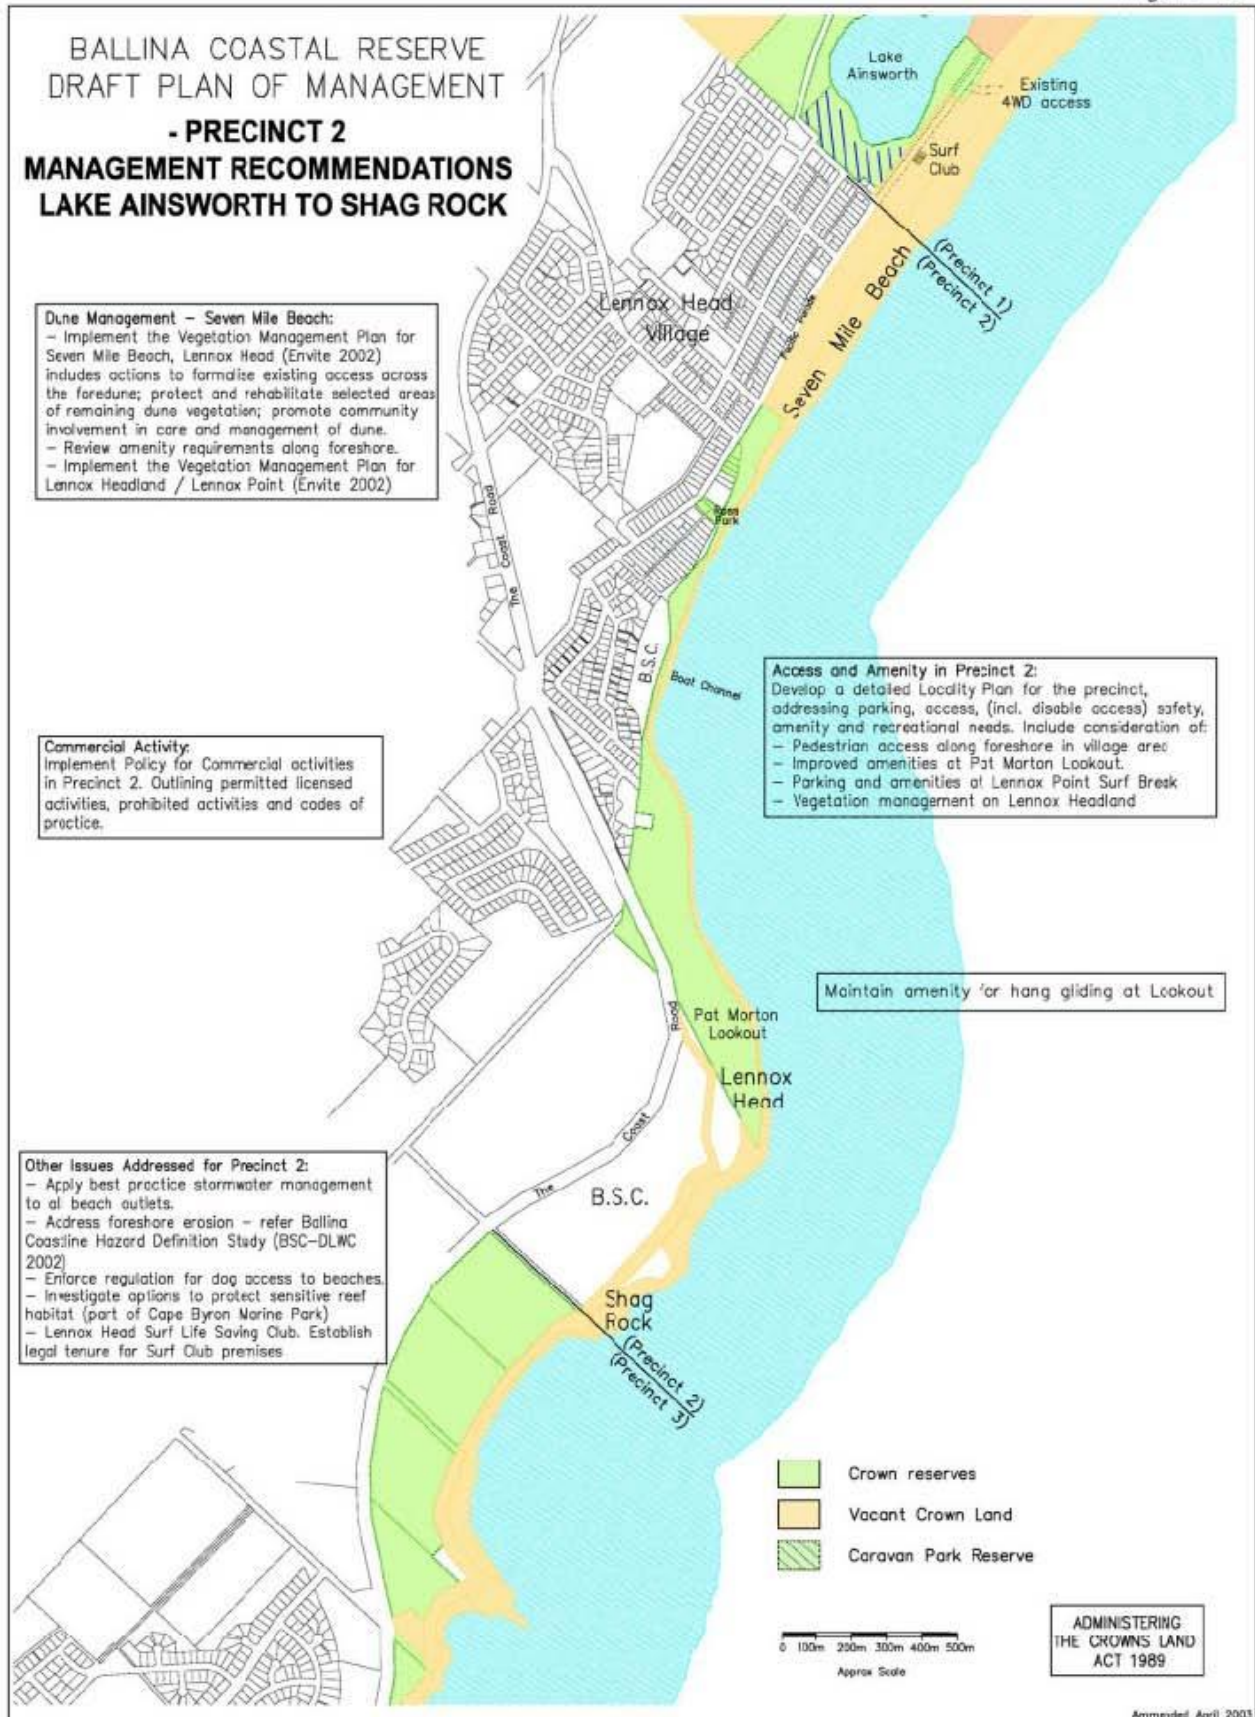 BALLINA COASTAL RESERVE
DRAFT PLAN OF MANAGEMENT
- PRECINCT 2
MANAGEMENT RECOMMENDATIONS
LAKE AINSWORTH TO SHAG ROCK
Lake
Ainsworth
Existing
4WD access
Surf
Club
(Precinct 1)
(Precinct 2)
Seven Mile Beach
Pacific Parade
Lennox Head
Village
Dune Management – Seven Mile Beach:
– Implement the Vegetation Management Plan for
Seven Mile Beach, Lennox Head (Envite 2002)
includes actions to formalise existing access across
the foredune; protect and rehabilitate selected areas
of remaining dune vegetation; promote community
involvement in care and management of dune.
– Review amenity requirements along foreshore.
– Implement the Vegetation Management Plan for
Lennox Headland / Lennox Point (Envite 2002)
The Coast Road
Ross
Park
B.S.C.
Boat Channel
Access and Amenity in Precinct 2:
Develop a detailed Locality Plan for the precinct,
addressing parking, access, (incl. disable access) safety,
amenity and recreational needs. Include consideration of:
– Pedestrian access along foreshore in village area
– Improved amenities at Pat Morton Lookout.
– Parking and amenities at Lennox Point Surf Break
– Vegetation management on Lennox Headland
Commercial Activity:
Implement Policy for Commercial activities
in Precinct 2. Outlining permitted licensed
activities, prohibited activities and codes of
practice.
Maintain amenity for hang gliding at Lookout
Pat Morton
Lookout
Lennox
Head
The Coast Road
B.S.C.
Other Issues Addressed for Precinct 2:
– Apply best practice stormwater management
to al beach outlets.
– Address foreshore erosion – refer Ballina
Coastline Hazard Definition Study (BSC–DLWC
2002)
– Enforce regulation for dog access to beaches.
– Investigate options to protect sensitive reef
habitat (part of Cape Byron Marine Park)
– Lennox Head Surf Life Saving Club. Establish
legal tenure for Surf Club premises
Shag
Rock
(Precinct 2)
(Precinct 3)
Crown reserves
Vacant Crown Land
Caravan Park Reserve
0 100m 200m 300m 400m 500m
Approx Scale
ADMINISTERING
THE CROWNS LAND
ACT 1989
Ammended April 2003